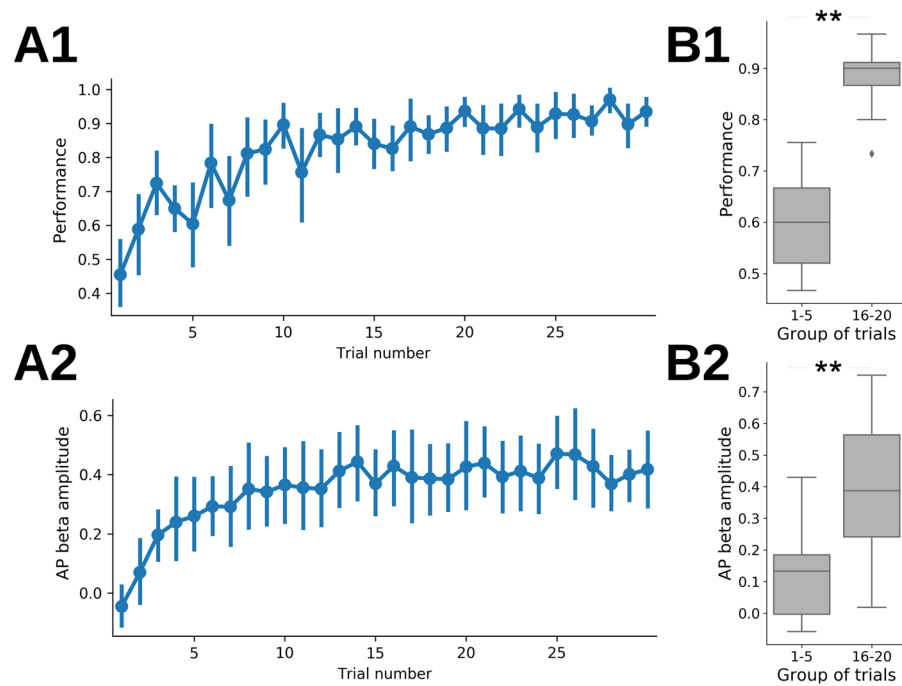 A1
1.0
0.9
0.8
0.7
0.6
0.5
0.4
Performance
5 10 15 20 25
Trial number
B1
**
0.9
0.8
0.7
0.6
0.5
Performance
1-5 16-20
Group of trials
A2
0.6
0.4
0.2
0.0
AP beta amplitude
5 10 15 20 25
Trial number
B2
**
0.7
0.6
0.5
0.4
0.3
0.2
0.1
0.0
AP beta amplitude
1-5 16-20
Group of trials